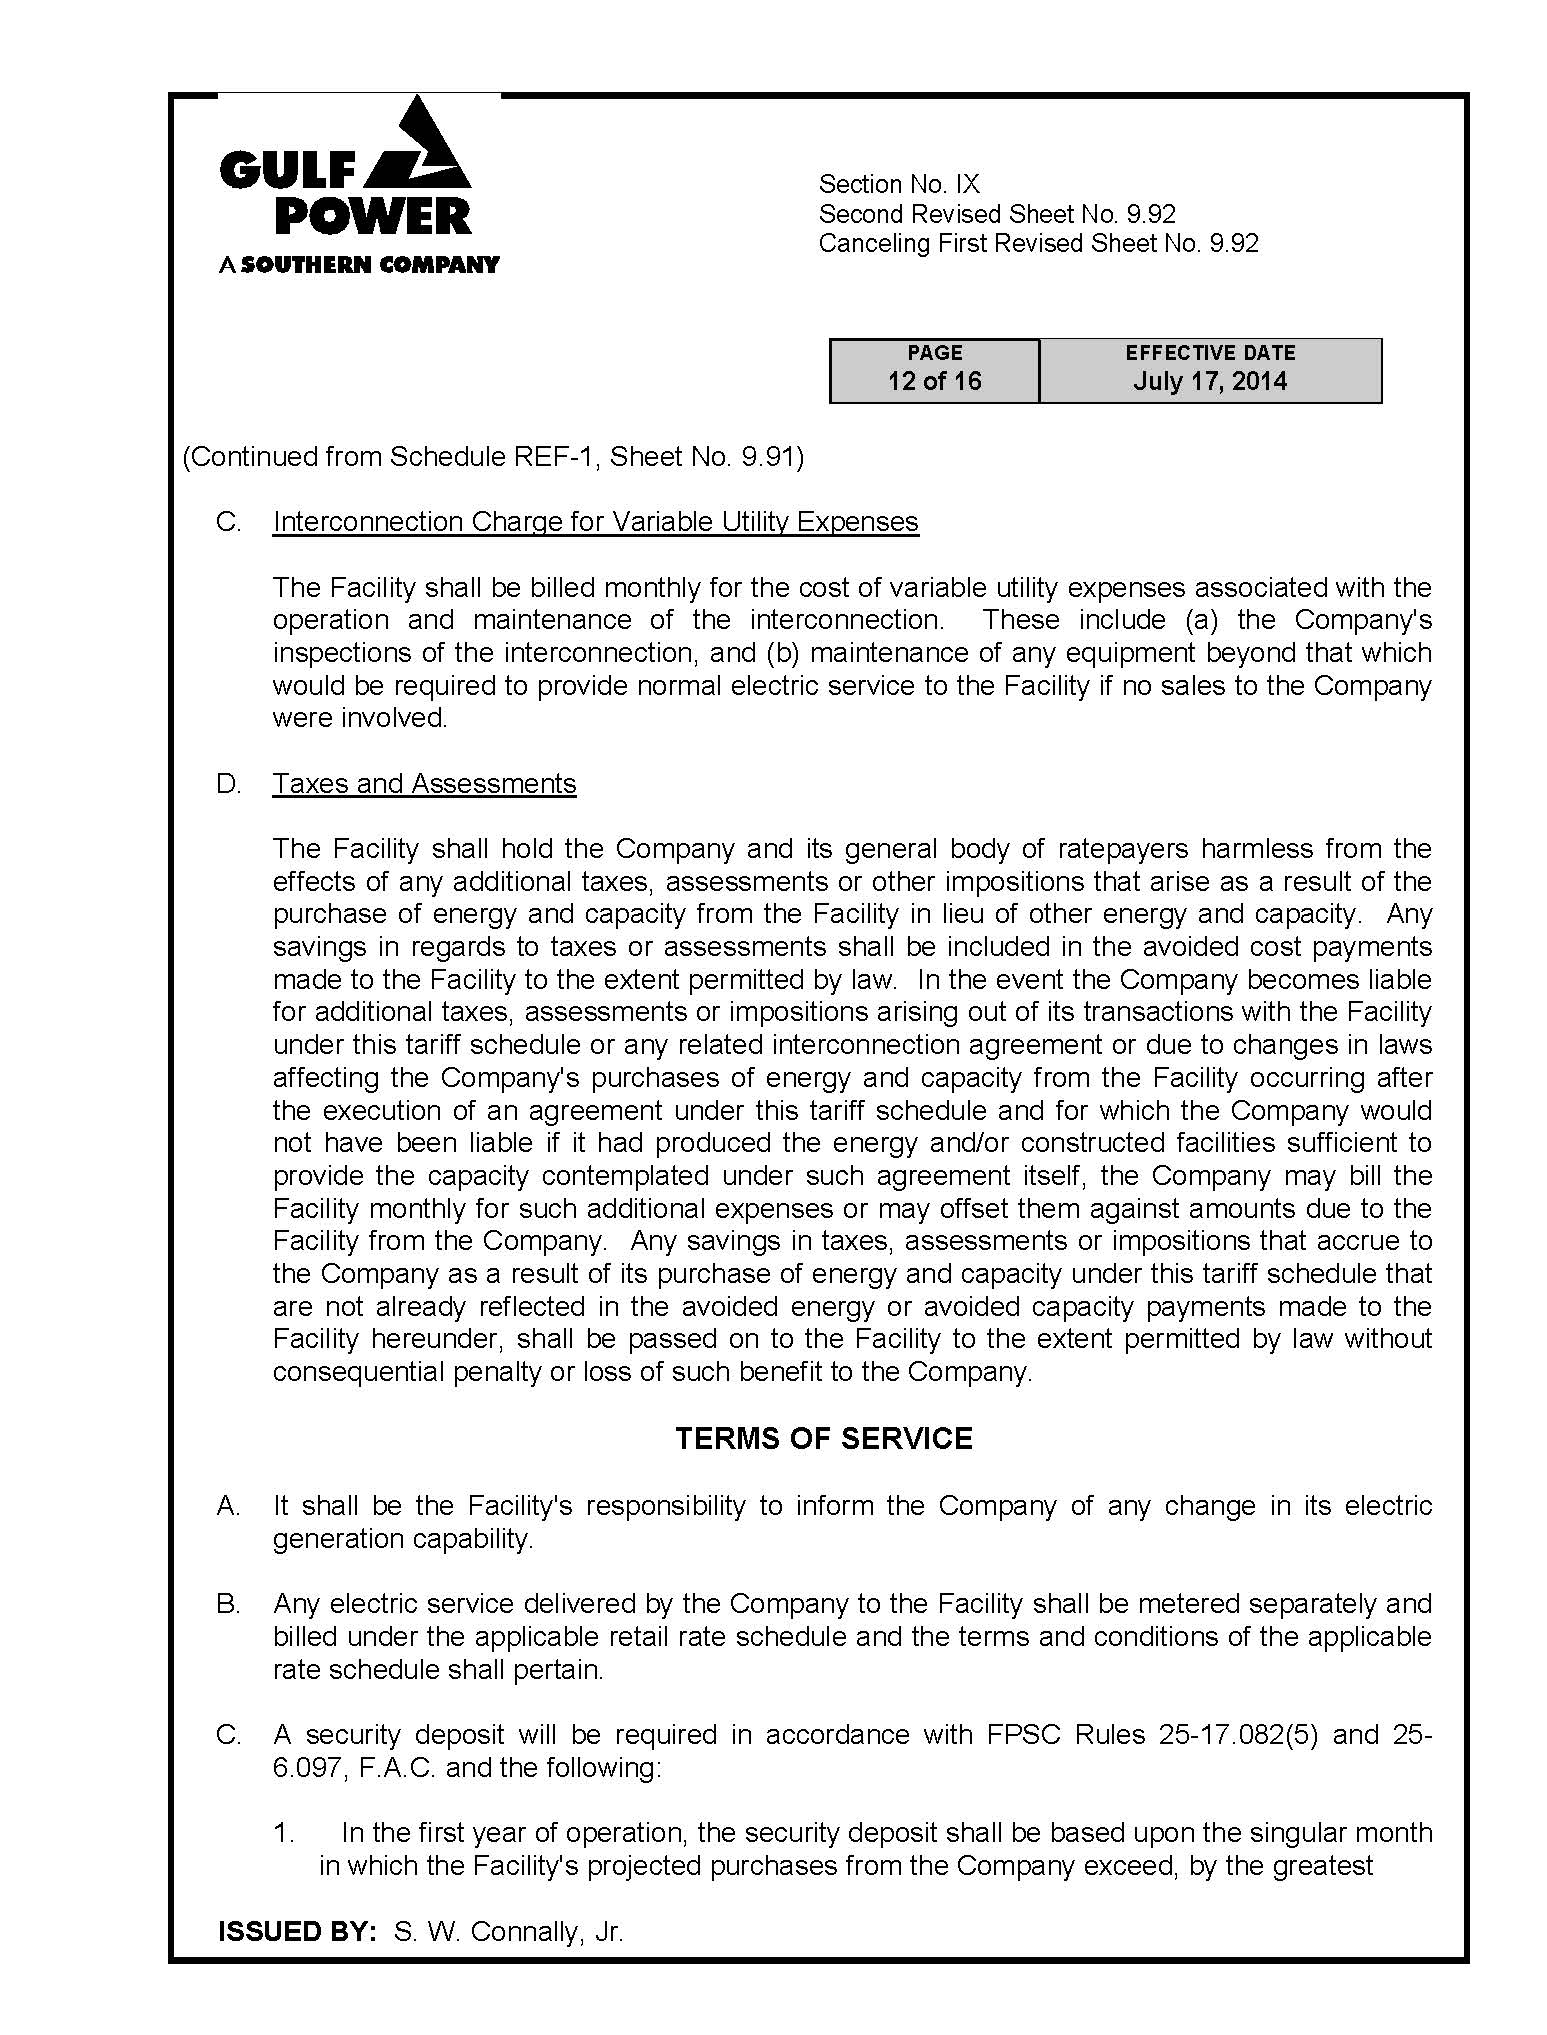 GULF
POWER
A SOUTHERN COMPANY
Section No. IX
Second Revised Sheet No. 9.92
Canceling First Revised Sheet No. 9.92
PAGE
12 of 16
EFFECTIVE DATE
July 17, 2014
(Continued from Schedule REF-1, Sheet No. 9.91)
C. Interconnection Charge for Variable Utility Expenses
The Facility shall be billed monthly for the cost of variable utility expenses associated with the
operation and maintenance of the interconnection. These include (a) the Company's
inspections of the interconnection, and (b) maintenance of any equipment beyond that which
would be required to provide normal electric service to the Facility if no sales to the Company
were involved.
D. Taxes and Assessments
The Facility shall hold the Company and its general body of ratepayers harmless from the
effects of any additional taxes, assessments or other impositions that arise as a result of the
purchase of energy and capacity from the Facility in lieu of other energy and capacity. Any
savings in regards to taxes or assessments shall be included in the avoided cost payments
made to the Facility to the extent permitted by law. In the event the Company becomes liable
for additional taxes, assessments or impositions arising out of its transactions with the Facility
under this tariff schedule or any related interconnection agreement or due to changes in laws
affecting the Company's purchases of energy and capacity from the Facility occurring after
the execution of an agreement under this tariff schedule and for which the Company would
not have been liable if it had produced the energy and/or constructed facilities sufficient to
provide the capacity contemplated under such agreement itself, the Company may bill the
Facility monthly for such additional expenses or may offset them against amounts due to the
Facility from the Company. Any savings in taxes, assessments or impositions that accrue to
the Company as a result of its purchase of energy and capacity under this tariff schedule that
are not already reflected in the avoided energy or avoided capacity payments made to the
Facility hereunder, shall be passed on to the Facility to the extent permitted by law without
consequential penalty or loss of such benefit to the Company.
TERMS OF SERVICE
A. It shall be the Facility's responsibility to inform the Company of any change in its electric
generation capability.
B. Any electric service delivered by the Company to the Facility shall be metered separately and
billed under the applicable retail rate schedule and the terms and conditions of the applicable
rate schedule shall pertain.
C. A security deposit will be required in accordance with FPSC Rules 25-17.082(5) and 25-
6.097, F.A.C. and the following:
1. In the first year of operation, the security deposit shall be based upon the singular month
in which the Facility's projected purchases from the Company exceed, by the greatest
ISSUED BY: S. W. Connally, Jr.